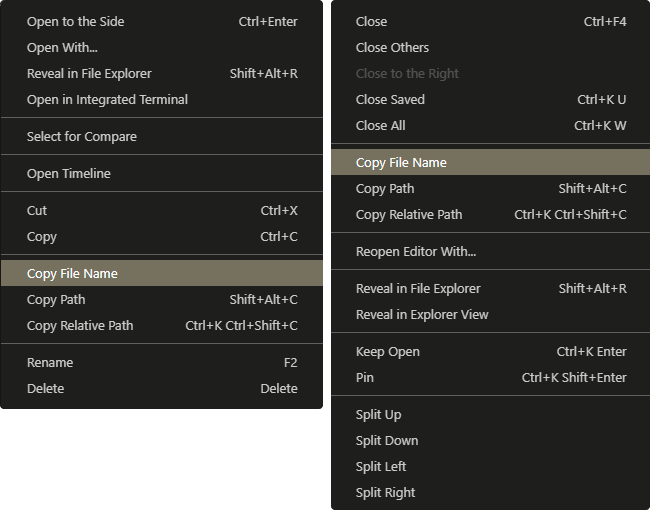 Open to the Side Ctrl+Enter
Open With...
Reveal in File Explorer Shift+Alt+R
Open in Integrated Terminal
Select for Compare
Open Timeline
Cut Ctrl+X
Copy Ctrl+C
Copy File Name
Copy Path Shift+Alt+C
Copy Relative Path Ctrl+K Ctrl+Shift+C
Rename F2
Delete Delete
Close Ctrl+F4
Close Others
Close to the Right
Close Saved Ctrl+K U
Close All Ctrl+K W
Copy File Name
Copy Path Shift+Alt+C
Copy Relative Path Ctrl+K Ctrl+Shift+C
Reopen Editor With...
Reveal in File Explorer Shift+Alt+R
Reveal in Explorer View
Keep Open Ctrl+K Enter
Pin Ctrl+K Shift+Enter
Split Up
Split Down
Split Left
Split Right